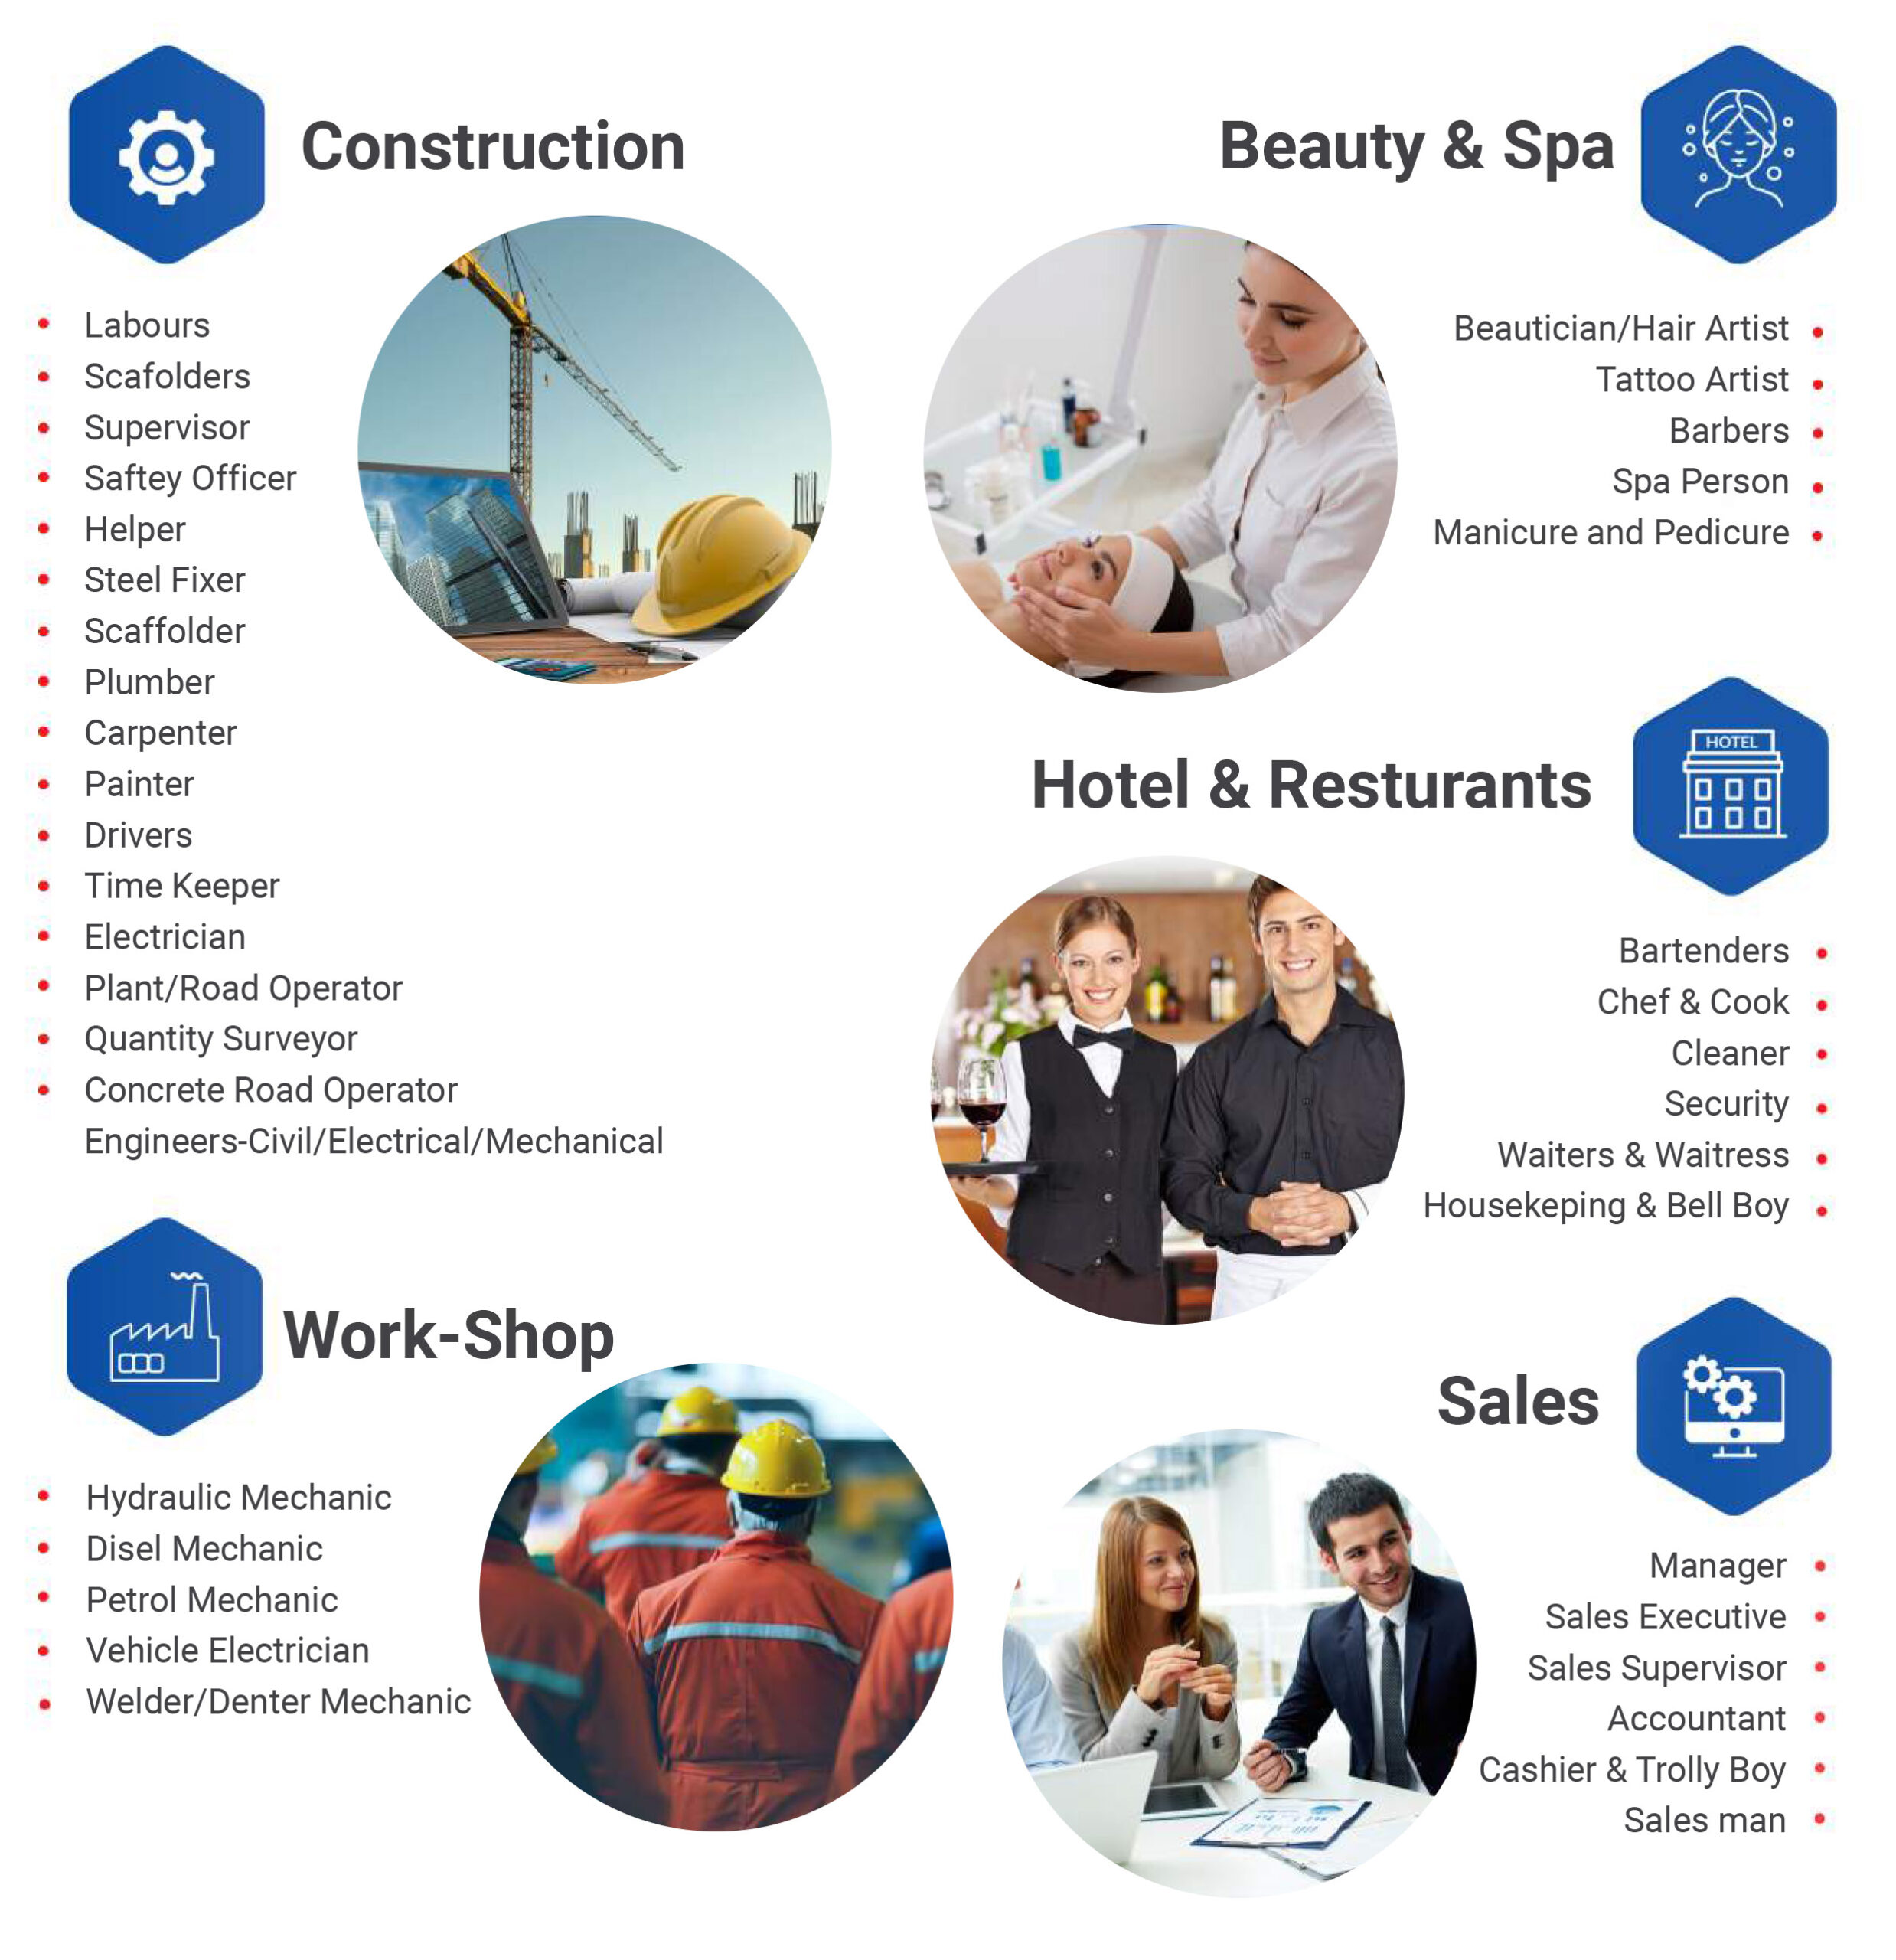 Construction
Labours
Scafolders
Supervisor
Saftey Officer
Helper
Steel Fixer
Scaffolder
Plumber
Carpenter
Painter
Drivers
Time Keeper
Electrician
Plant/Road Operator
Quantity Surveyor
Concrete Road Operator
Engineers-Civil/Electrical/Mechanical
Work-Shop
Hydraulic Mechanic
Disel Mechanic
Petrol Mechanic
Vehicle Electrician
Welder/Denter Mechanic
Beauty & Spa
Beautician/Hair Artist
Tattoo Artist
Barbers
Spa Person
Manicure and Pedicure
HOTEL
Hotel & Resturants
Bartenders
Chef & Cook
Cleaner
Security
Waiters & Waitress
Housekeping & Bell Boy
Sales
Manager
Sales Executive
Sales Supervisor
Accountant
Cashier & Trolly Boy
Sales man